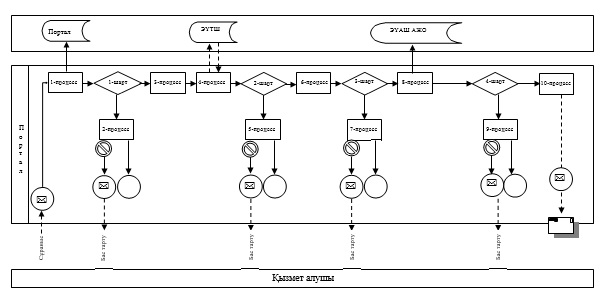 Портал
ЭҮТШ
ЭҮАШ АЖО
1-процесс
1-шарт
3-процесс
4-процесс
2-шарт
6-процесс
3-шарт
8-процесс
4-шарт
10-процесс
2-процесс
5-процесс
7-процесс
9-процесс
Портал
Сұраныс
Бас тарту
Бас тарту
Бас тарту
Бас тарту
Қызмет алушы